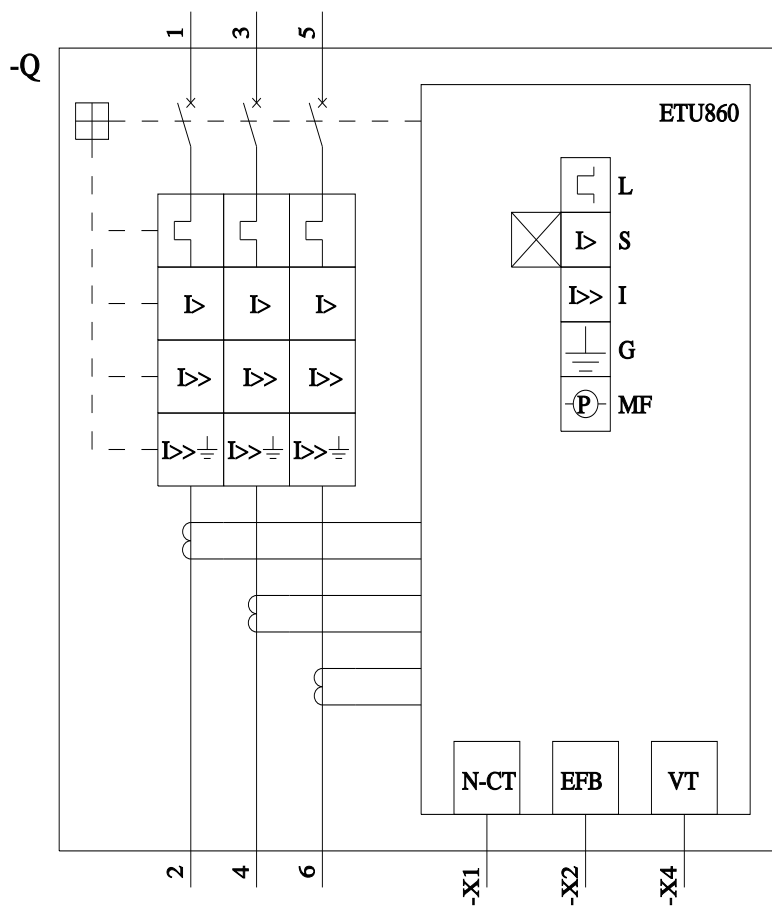 1 3 5
-Q
ETU860
L
I> S
I> I> I> I>> I
G
I>> I>> I>> P MF
I>> I>> I>>
N-CT EFB VT
2 4 6 -X1 -X2 -X4